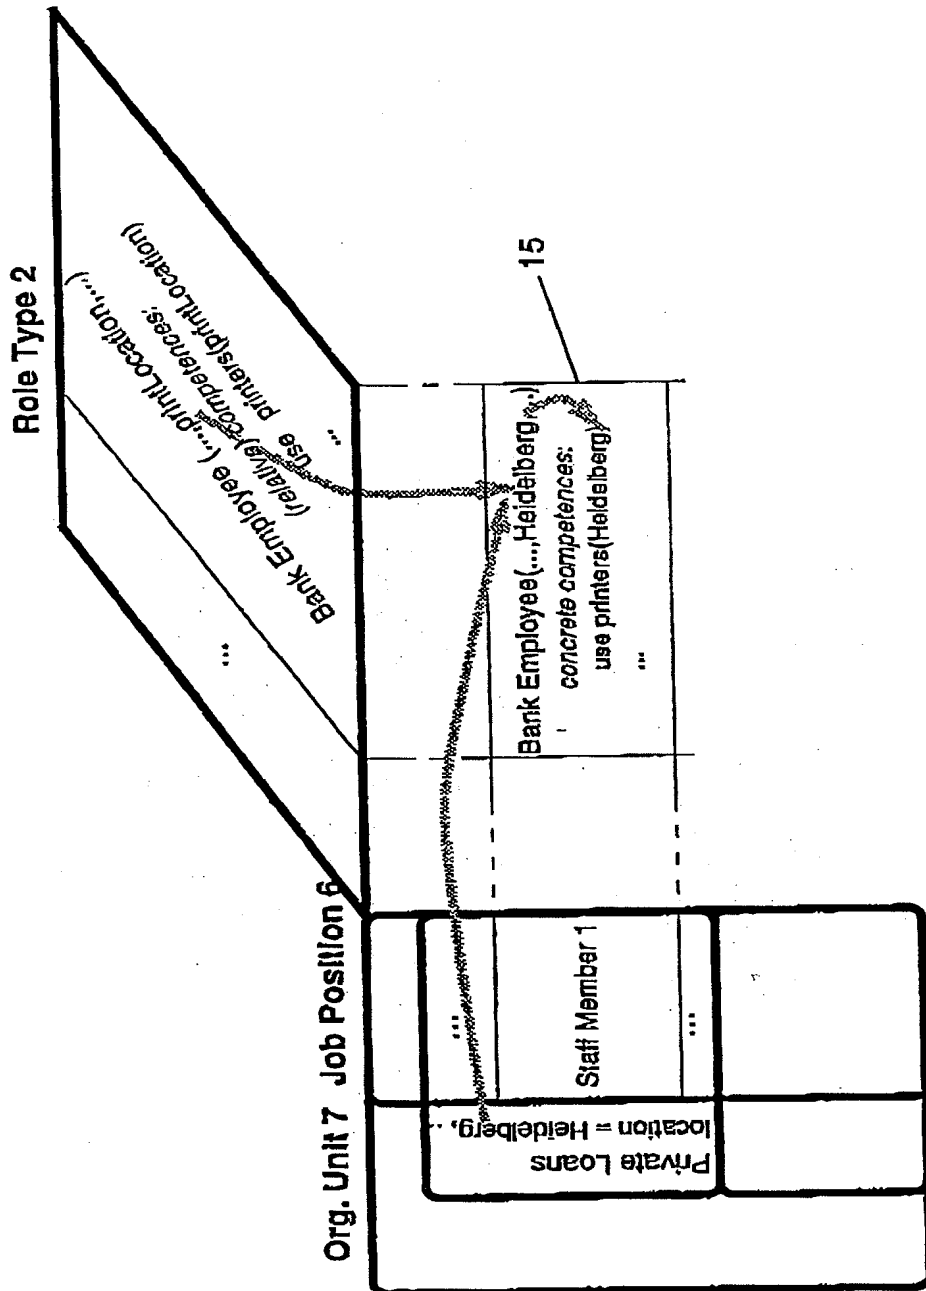 Role Type 2
Bank Employee (...,printLocation,...)
(relative) competences:
use printers(printLocation)
...
...
15
Bank Employee(...,Heidelberg,...)
concrete competences:
use printers(Heidelberg)
...
Org. Unit 7 Job Position 6
...
Staff Member 1
...
Private Loans
location = Heidelberg, ...